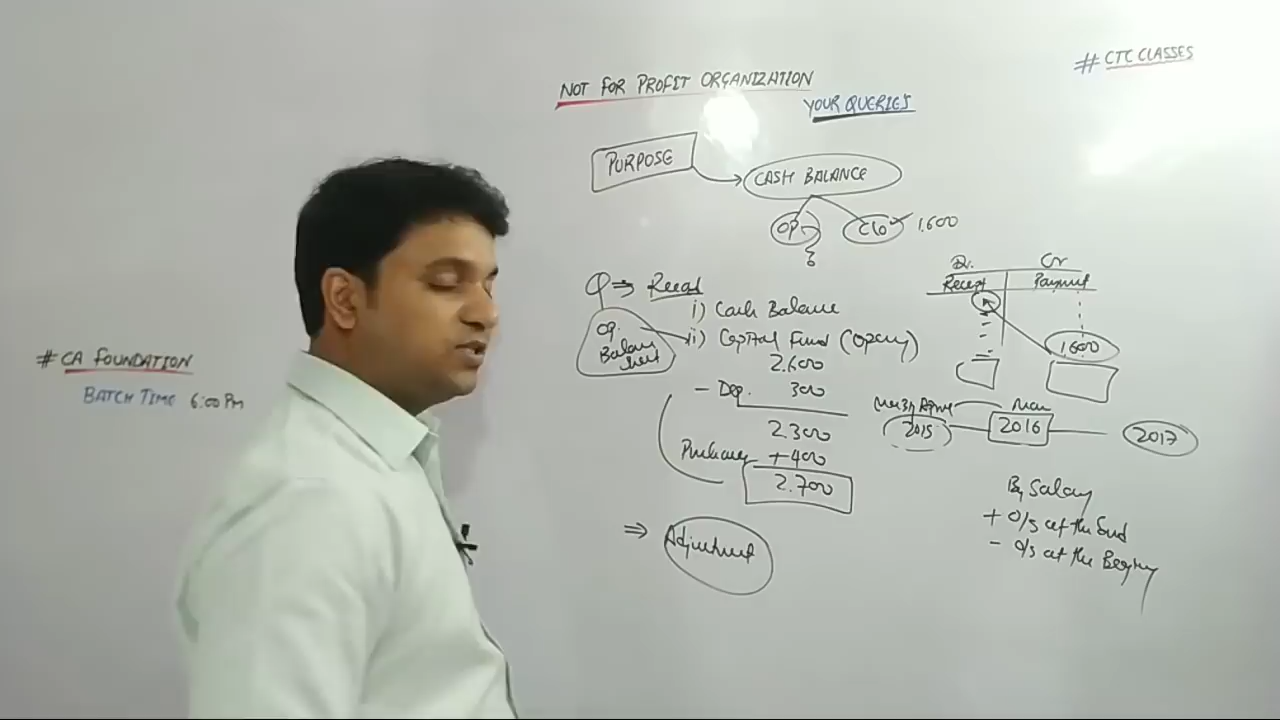 # CTC CLASSES
NOT FOR PROFIT ORGANIZATION
YOUR QUERIES
PURPOSE
CASH BALANCE
OP
Clo
1,600
Q ⇒
i) Cash Balance
ii) Capital Fund (Opening)
2,600
- Dep. 300
2,300
+400
2,700
OP.
Balance
Sheet
⇒ Adjustment
Dr. Cr
Receipt Payment
1,600
2015
2016
2017
By Salary
+ O/S at the End
- O/S at the
# CA FOUNDATION
BATCH TIME 6:00 PM